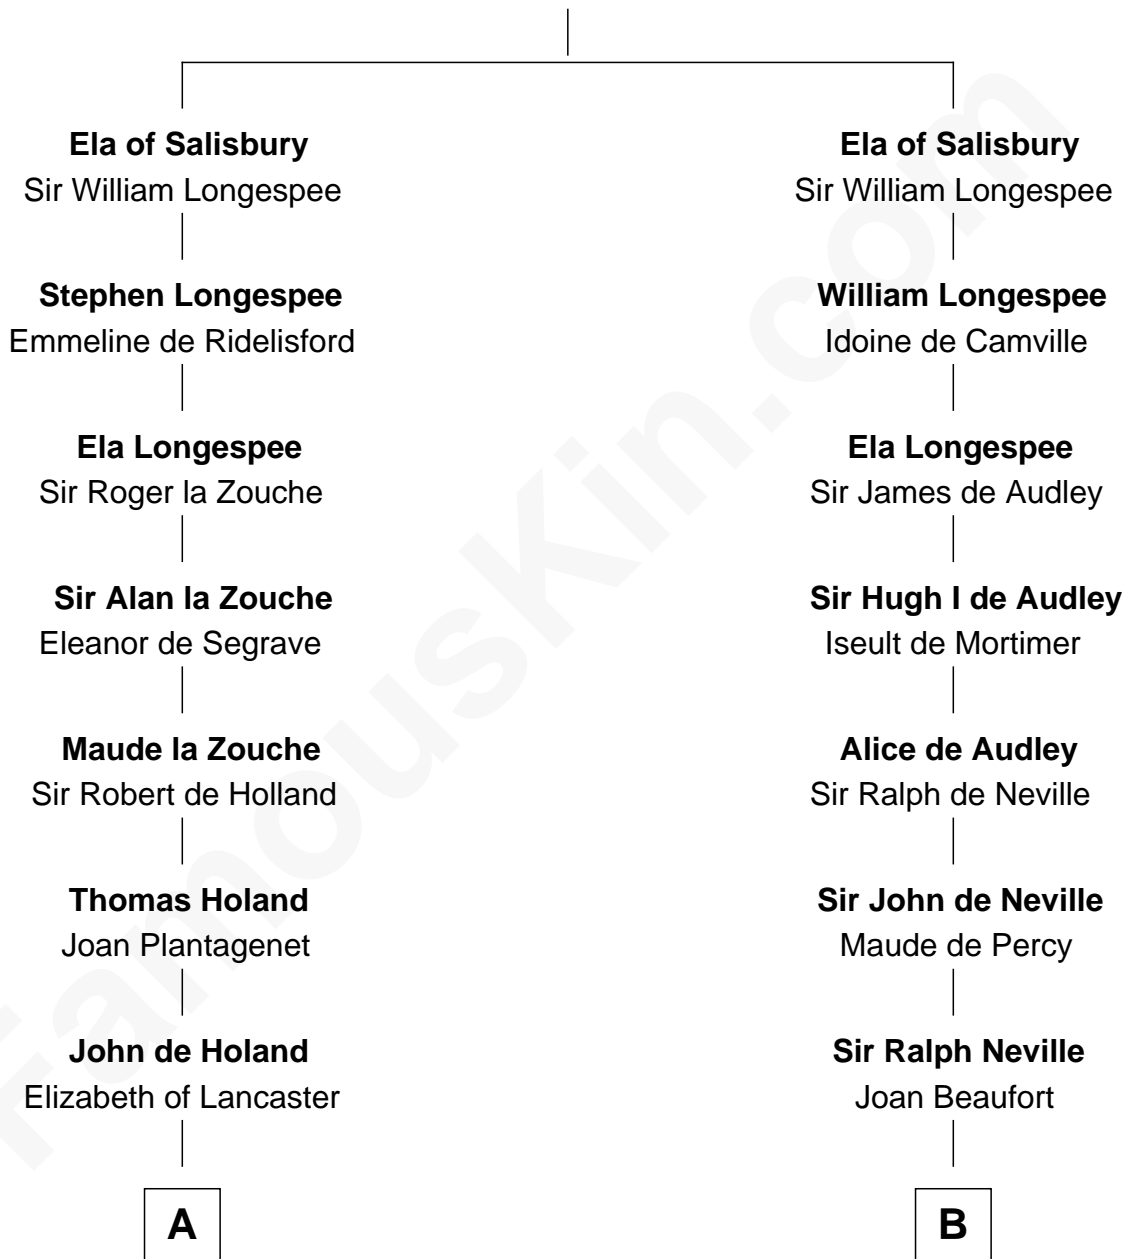 Ela of Salisbury
Sir William Longespee
Stephen Longespee
Emmeline de Ridelisford
Ela Longespee
Sir Roger la Zouche
Sir Alan la Zouche
Eleanor de Segrave
Maude la Zouche
Sir Robert de Holland
Thomas Holand
Joan Plantagenet
John de Holand
Elizabeth of Lancaster
A
Ela of Salisbury
Sir William Longespee
William Longespee
Idoine de Camville
Ela Longespee
Sir James de Audley
Sir Hugh I de Audley
Iseult de Mortimer
Alice de Audley
Sir Ralph de Neville
Sir John de Neville
Maude de Percy
Sir Ralph Neville
Joan Beaufort
B
FamousKin.com